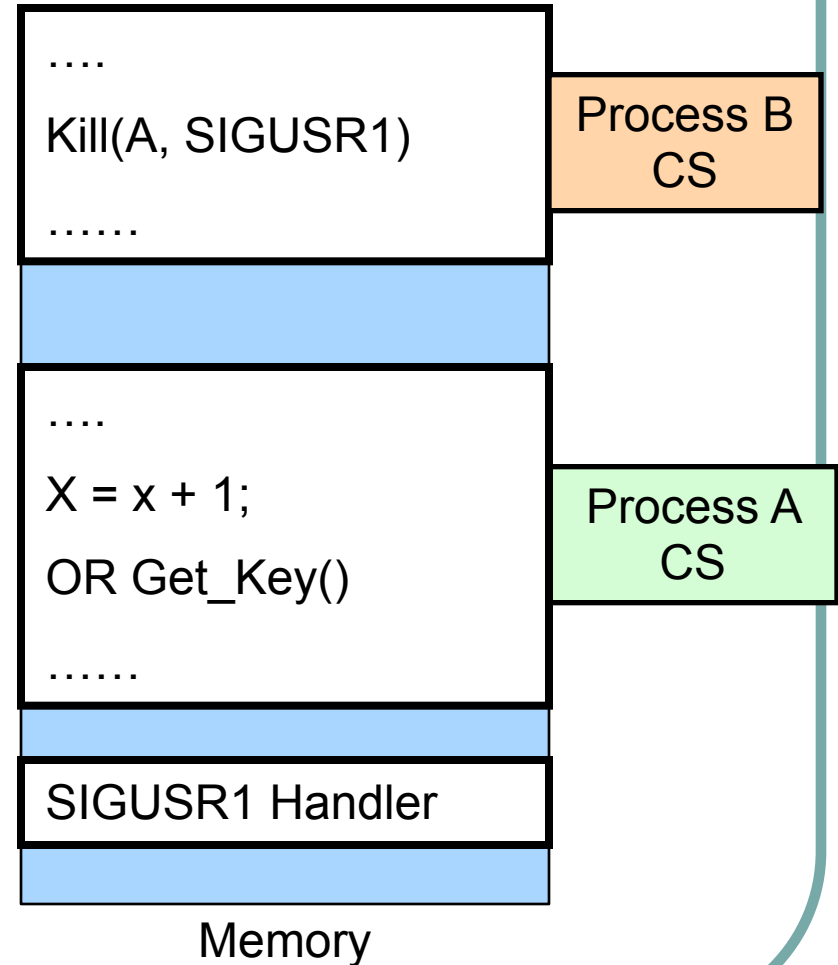 ….
Kill(A, SIGUSR1)
……
Process B
CS
….
X = x + 1;
OR Get_Key()
……
Process A
CS
SIGUSR1 Handler
Memory